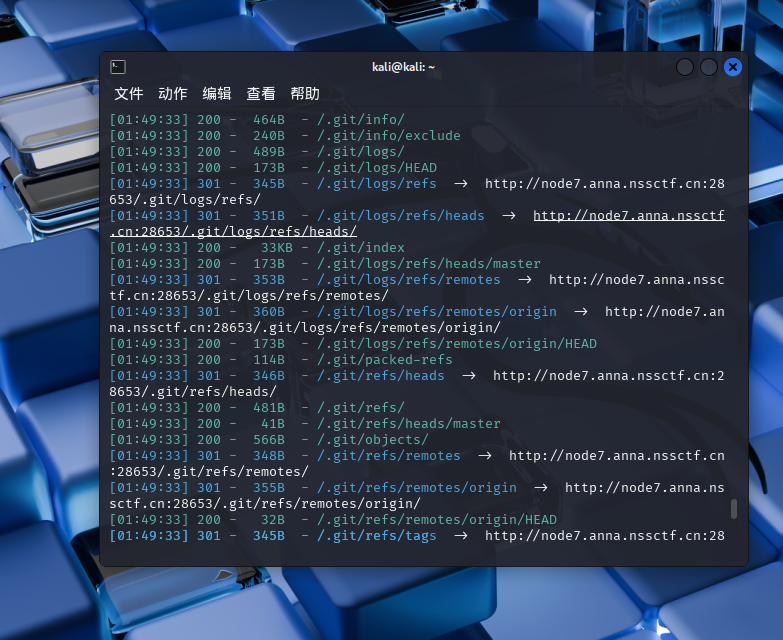 kali@kali: ~
文件 动作 编辑 查看 帮助
[01:49:33] 200 -  464B  - /.git/info/
[01:49:33] 200 -  240B  - /.git/info/exclude
[01:49:33] 200 -  489B  - /.git/logs/
[01:49:33] 200 -  173B  - /.git/logs/HEAD
[01:49:33] 301 -  345B  - /.git/logs/refs  →  http://node7.anna.nssctf.cn:28
653/.git/logs/refs/
[01:49:33] 301 -  351B  - /.git/logs/refs/heads  →  http://node7.anna.nssctf
.cn:28653/.git/logs/refs/heads/
[01:49:33] 200 -   33KB - /.git/index
[01:49:33] 200 -  173B  - /.git/logs/refs/heads/master
[01:49:33] 301 -  353B  - /.git/logs/refs/remotes  →  http://node7.anna.nssc
tf.cn:28653/.git/logs/refs/remotes/
[01:49:33] 301 -  360B  - /.git/logs/refs/remotes/origin  →  http://node7.an
na.nssctf.cn:28653/.git/logs/refs/remotes/origin/
[01:49:33] 200 -  173B  - /.git/logs/refs/remotes/origin/HEAD
[01:49:33] 200 -  114B  - /.git/packed-refs
[01:49:33] 301 -  346B  - /.git/refs/heads  →  http://node7.anna.nssctf.cn:2
8653/.git/refs/heads/
[01:49:33] 200 -  481B  - /.git/refs/
[01:49:33] 200 -   41B  - /.git/refs/heads/master
[01:49:33] 200 -  566B  - /.git/objects/
[01:49:33] 301 -  348B  - /.git/refs/remotes  →  http://node7.anna.nssctf.cn
:28653/.git/refs/remotes/
[01:49:33] 301 -  355B  - /.git/refs/remotes/origin  →  http://node7.anna.ns
sctf.cn:28653/.git/refs/remotes/origin/
[01:49:33] 200 -   32B  - /.git/refs/remotes/origin/HEAD
[01:49:33] 301 -  345B  - /.git/refs/tags  →  http://node7.anna.nssctf.cn:28